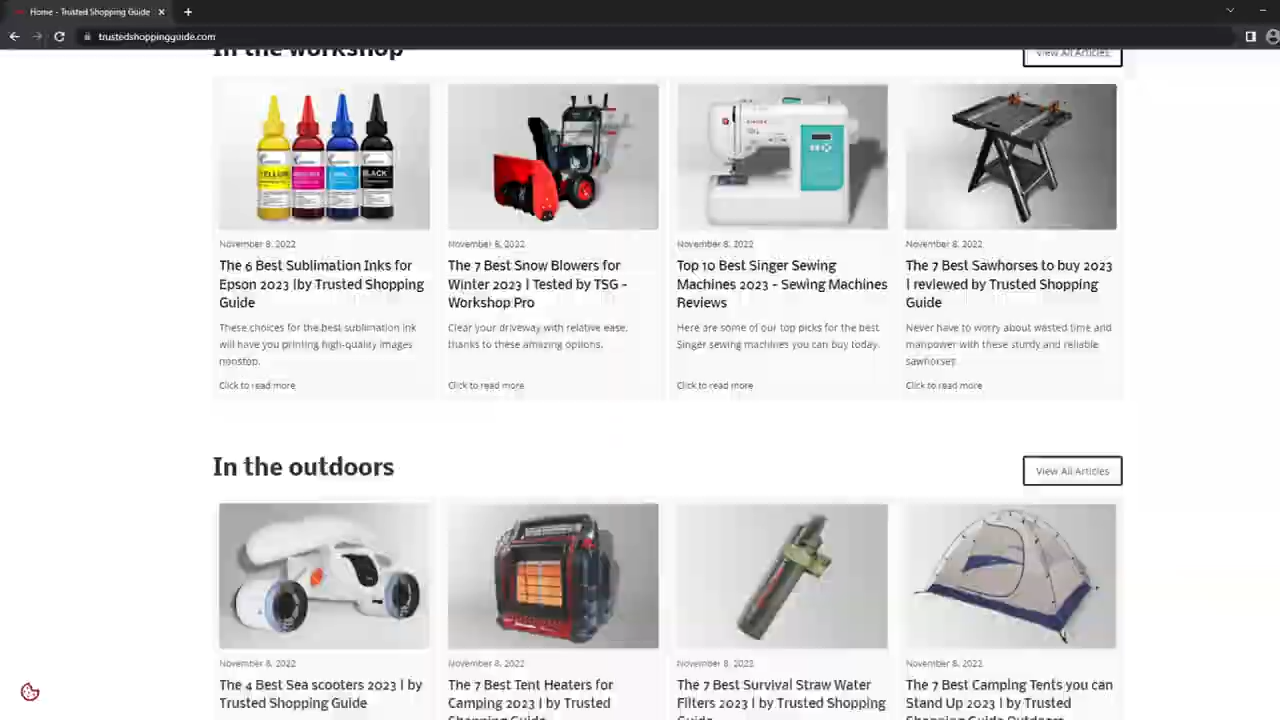 Home - Trusted Shopping Guide
trustedshoppingguide.com
In the workshop
View All Articles
YELLOW
BLACK
SINGER
November 8, 2022
The 6 Best Sublimation Inks for
Epson 2023 |by Trusted Shopping
Guide
These choices for the best sublimation ink
will have you printing high-quality images
nonstop.
Click to read more
November 8, 2022
The 7 Best Snow Blowers for
Winter 2023 | Tested by TSG -
Workshop Pro
Clear your driveway with relative ease,
thanks to these amazing options.
Click to read more
November 8, 2022
Top 10 Best Singer Sewing
Machines 2023 - Sewing Machines
Reviews
Here are some of our top picks for the best
Singer sewing machines you can buy today.
Click to read more
November 8, 2022
The 7 Best Sawhorses to buy 2023
| reviewed by Trusted Shopping
Guide
Never have to worry about wasted time and
manpower with these sturdy and reliable
sawhorses.
Click to read more
In the outdoors
View All Articles
November 8, 2022
The 4 Best Sea scooters 2023 | by
Trusted Shopping Guide
November 8, 2022
The 7 Best Tent Heaters for
Camping 2023 | by Trusted
Shopping Guide
November 8, 2022
The 7 Best Survival Straw Water
Filters 2023 | by Trusted Shopping
Guide
November 8, 2022
The 7 Best Camping Tents you can
Stand Up 2023 | by Trusted
Shopping Guide Outdoors